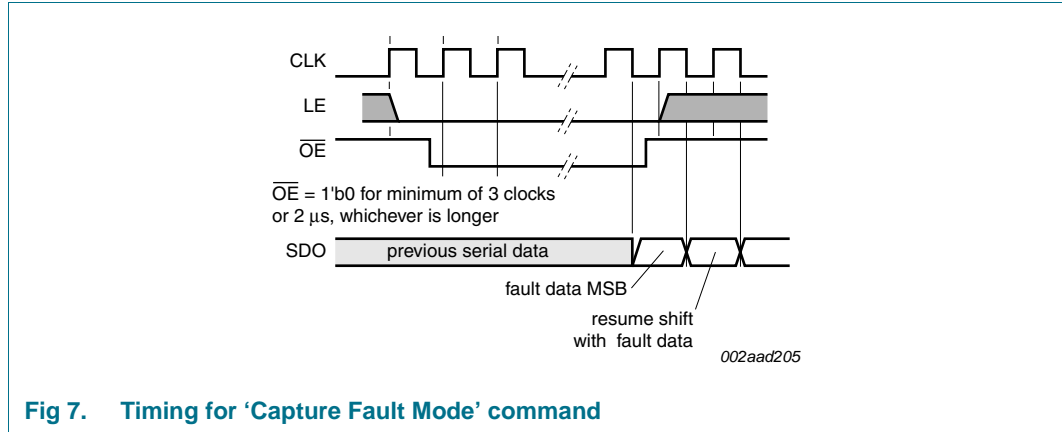 CLK
LE
OE
OE = 1'b0 for minimum of 3 clocks
or 2 μs, whichever is longer
SDO
previous serial data
fault data MSB
resume shift
with fault data
002aad205
Fig 7. Timing for ‘Capture Fault Mode’ command